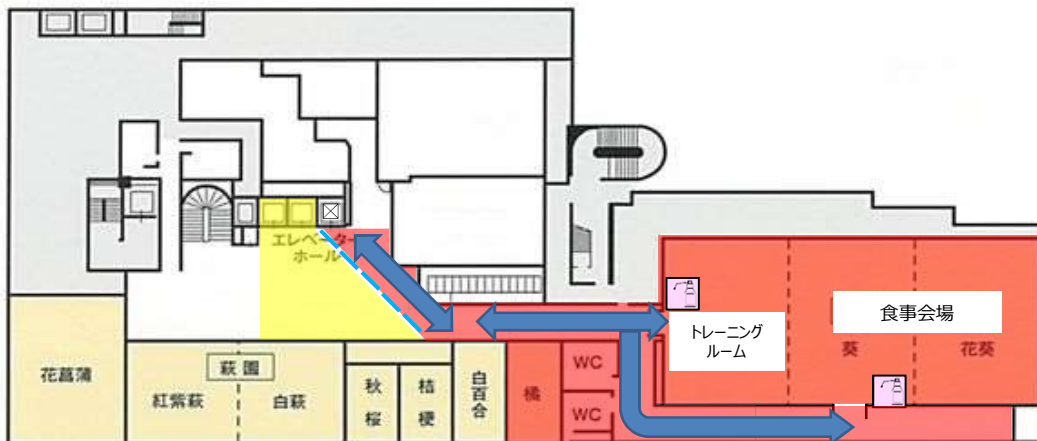 エレベーター
ホール
食事会場
トレーニング
ルーム
葵
花葵
花菖蒲
萩園
紅紫萩
白萩
秋桜
桔梗
白百合
橘
WC
WC